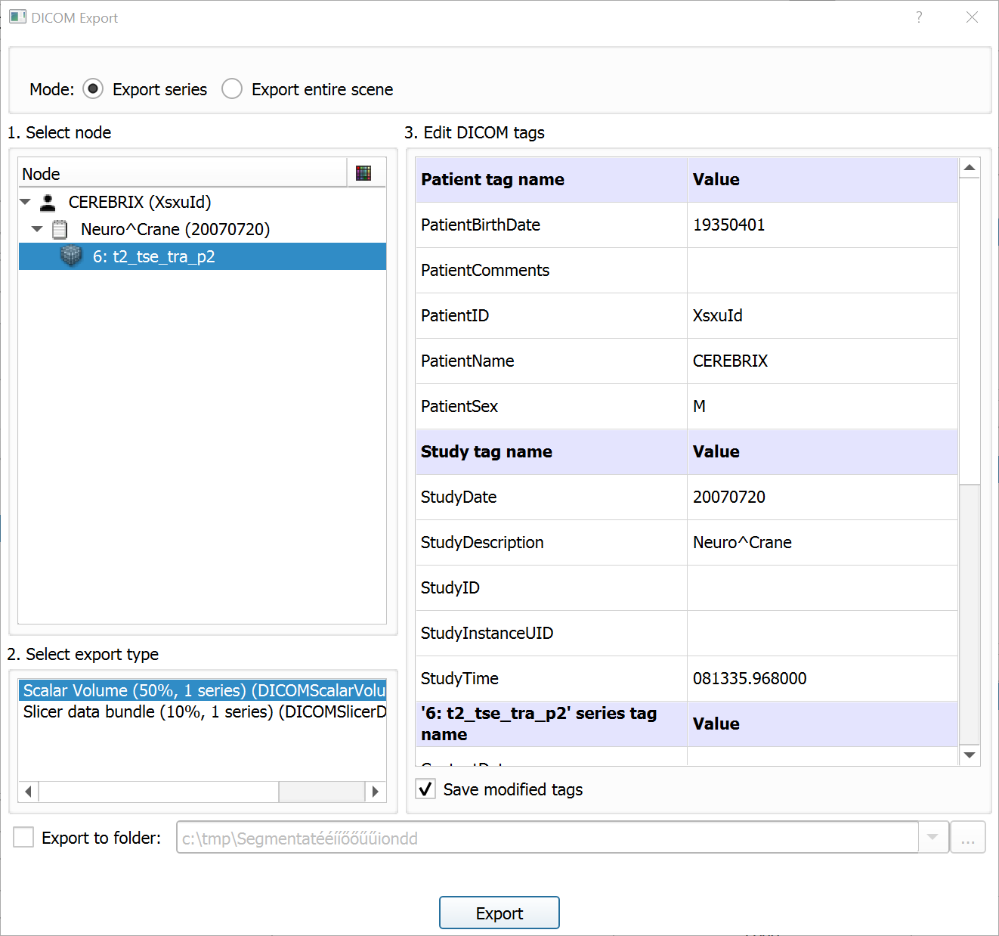 DICOM Export
?
Mode: Export series Export entire scene
1. Select node
Node
CEREBRIX (XsxuId)
Neuro^Crane (20070720)
6: t2_tse_tra_p2
2. Select export type
Scalar Volume (50%, 1 series) (DICOMScalarVolu
Slicer data bundle (10%, 1 series) (DICOMSlicerD
3. Edit DICOM tags
Patient tag name Value
PatientBirthDate 19350401
PatientComments
PatientID XsxuId
PatientName CEREBRIX
PatientSex M
Study tag name Value
StudyDate 20070720
StudyDescription Neuro^Crane
StudyID
StudyInstanceUID
StudyTime 081335.968000
'6: t2_tse_tra_p2' series tag
name Value
Save modified tags
Export to folder: c:\tmp\Segmentatééííőőűűiondd ...
Export